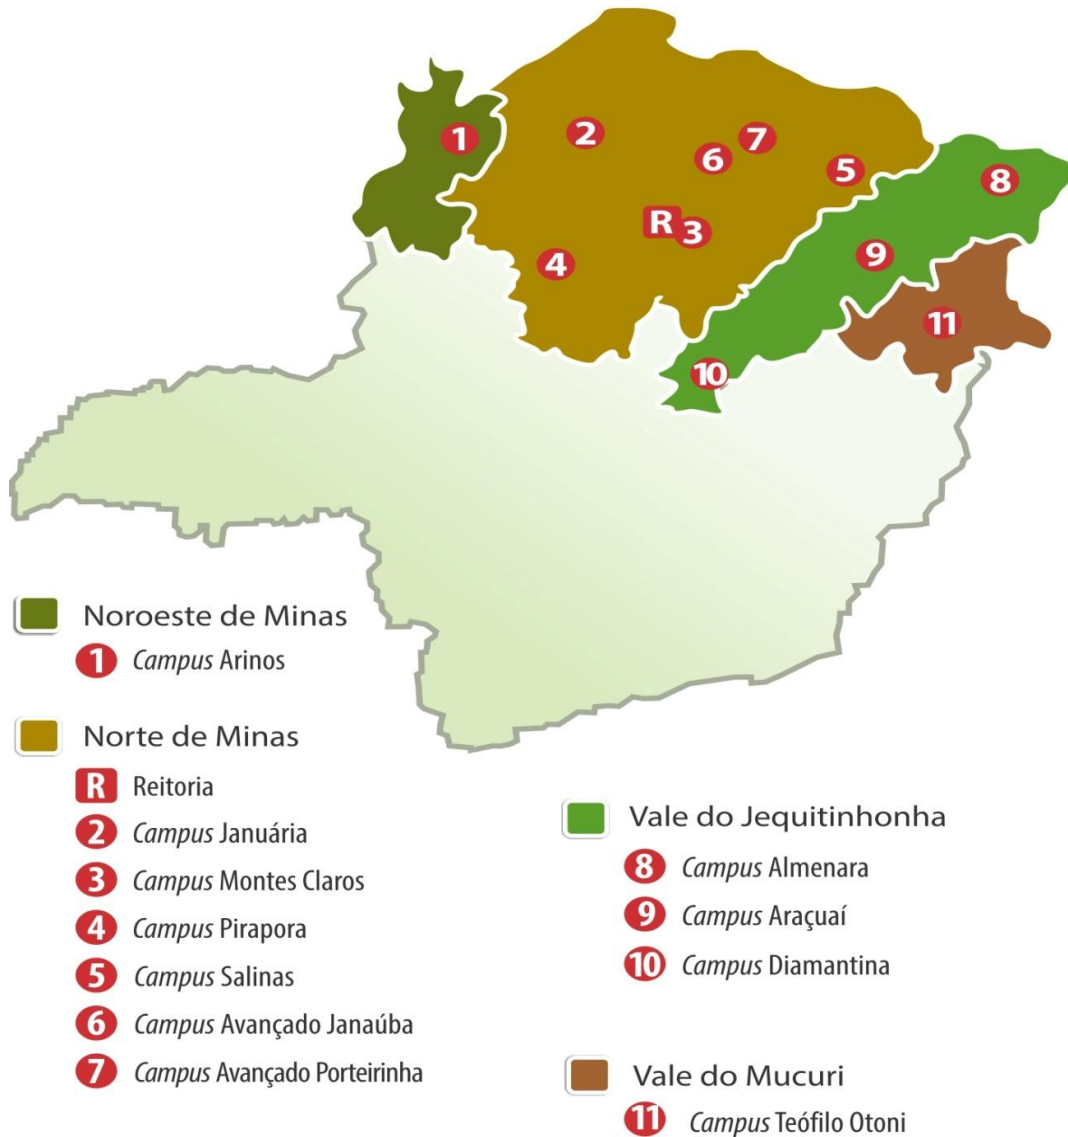 1
2
7
6
5
8
R
3
9
4
11
10
Noroeste de Minas
1 Campus Arinos
Norte de Minas
R Reitoria
2 Campus Januária
3 Campus Montes Claros
4 Campus Pirapora
5 Campus Salinas
6 Campus Avançado Janaúba
7 Campus Avançado Porteirinha
Vale do Jequitinhonha
8 Campus Almenara
9 Campus Araçuaí
10 Campus Diamantina
Vale do Mucuri
11 Campus Teófilo Otoni